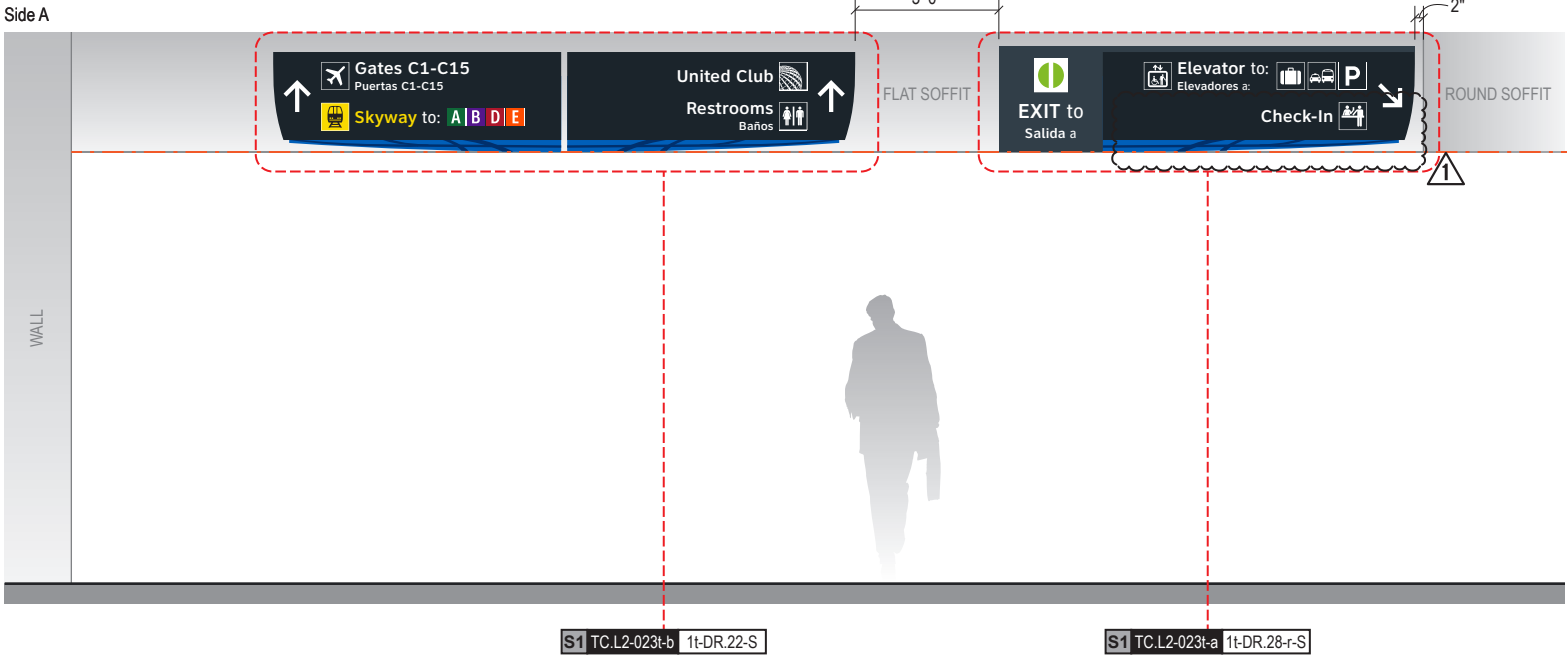 Side A
2"
Gates C1-C15
Puertas C1-C15
Skyway to: A B D E
United Club
Restrooms
Baños
FLAT SOFFIT
EXIT to
Salida a
Elevator to:
Elevadores a:
P
Check-In
ROUND SOFFIT
1
WALL
S1 TC.L2-023t-b 1t-DR.22-S
S1 TC.L2-023t-a 1t-DR.28-r-S